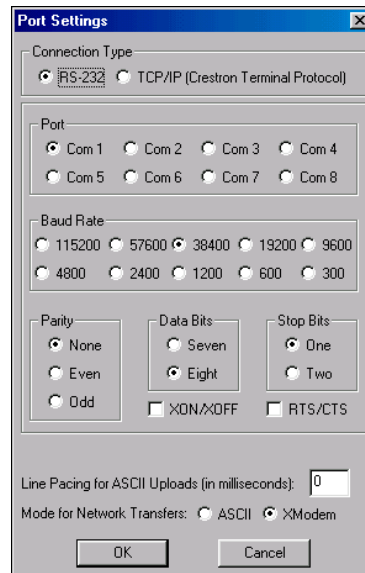 Port Settings
Connection Type
RS-232 TCP/IP (Crestron Terminal Protocol)
Port
Com 1 Com 2 Com 3 Com 4
Com 5 Com 6 Com 7 Com 8
Baud Rate
115200 57600 38400 19200 9600
4800 2400 1200 600 300
Parity
None
Even
Odd
Data Bits
Seven
Eight
Stop Bits
One
Two
XON/XOFF RTS/CTS
Line Pacing for ASCII Uploads (in milliseconds): 0
Mode for Network Transfers: ASCII XModem
OK Cancel